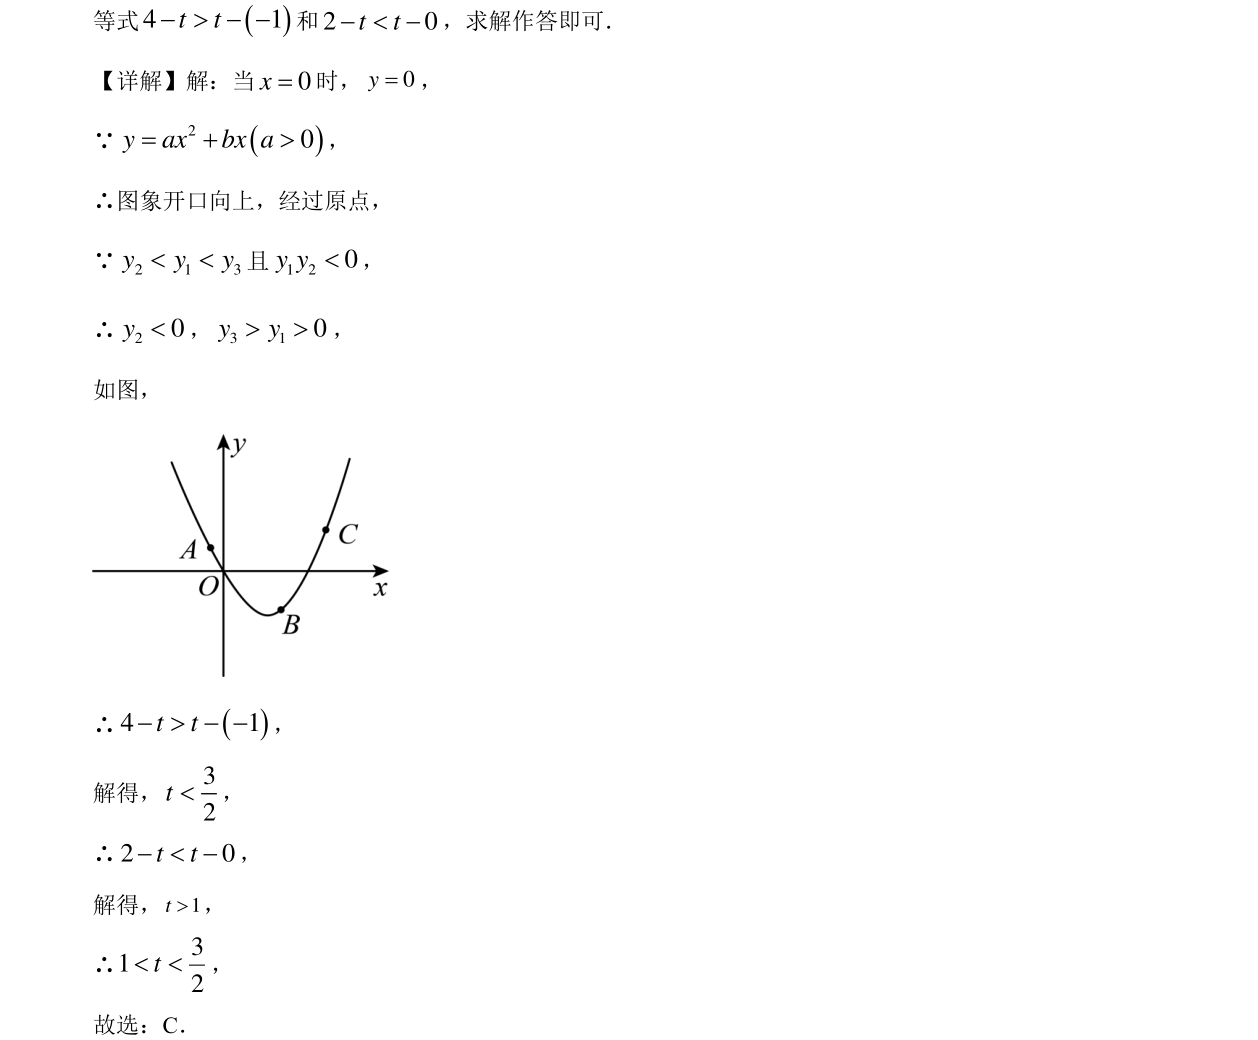 等式4−t>t−(−1)和2−t<t−0，求解作答即可．
【详解】解：当x=0时，y=0，
∵y=ax²+bx(a>0)，
∴图象开口向上，经过原点，
∵y₂<y₁<y₃且y₁y₂<0，
∴y₂<0，y₃>y₁>0，
如图，
y
A
C
O
x
B
∴4−t>t−(−1)，
解得，t<3/2，
∴2−t<t−0，
解得，t>1，
∴1<t<3/2，
故选：C．